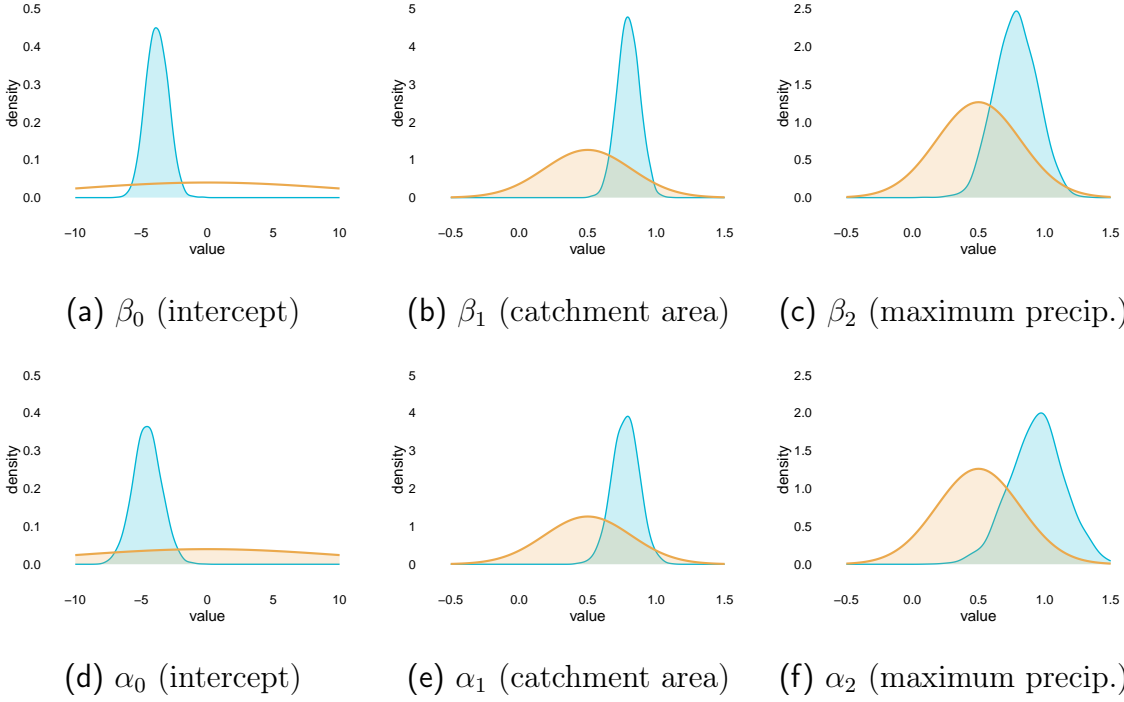 0.5 5 2.5
0.4 4 2.0
0.3 3 1.5
0.2 2 1.0
0.1 1 0.5
0.0 0 0.0
density density density
−10 −5 0 5 10 −0.5 0.0 0.5 1.0 1.5 −0.5 0.0 0.5 1.0 1.5
value value value
(a) β₀ (intercept) (b) β₁ (catchment area) (c) β₂ (maximum precip.)
0.5 5 2.5
0.4 4 2.0
0.3 3 1.5
0.2 2 1.0
0.1 1 0.5
0.0 0 0.0
density density density
−10 −5 0 5 10 −0.5 0.0 0.5 1.0 1.5 −0.5 0.0 0.5 1.0 1.5
value value value
(d) α₀ (intercept) (e) α₁ (catchment area) (f) α₂ (maximum precip.)